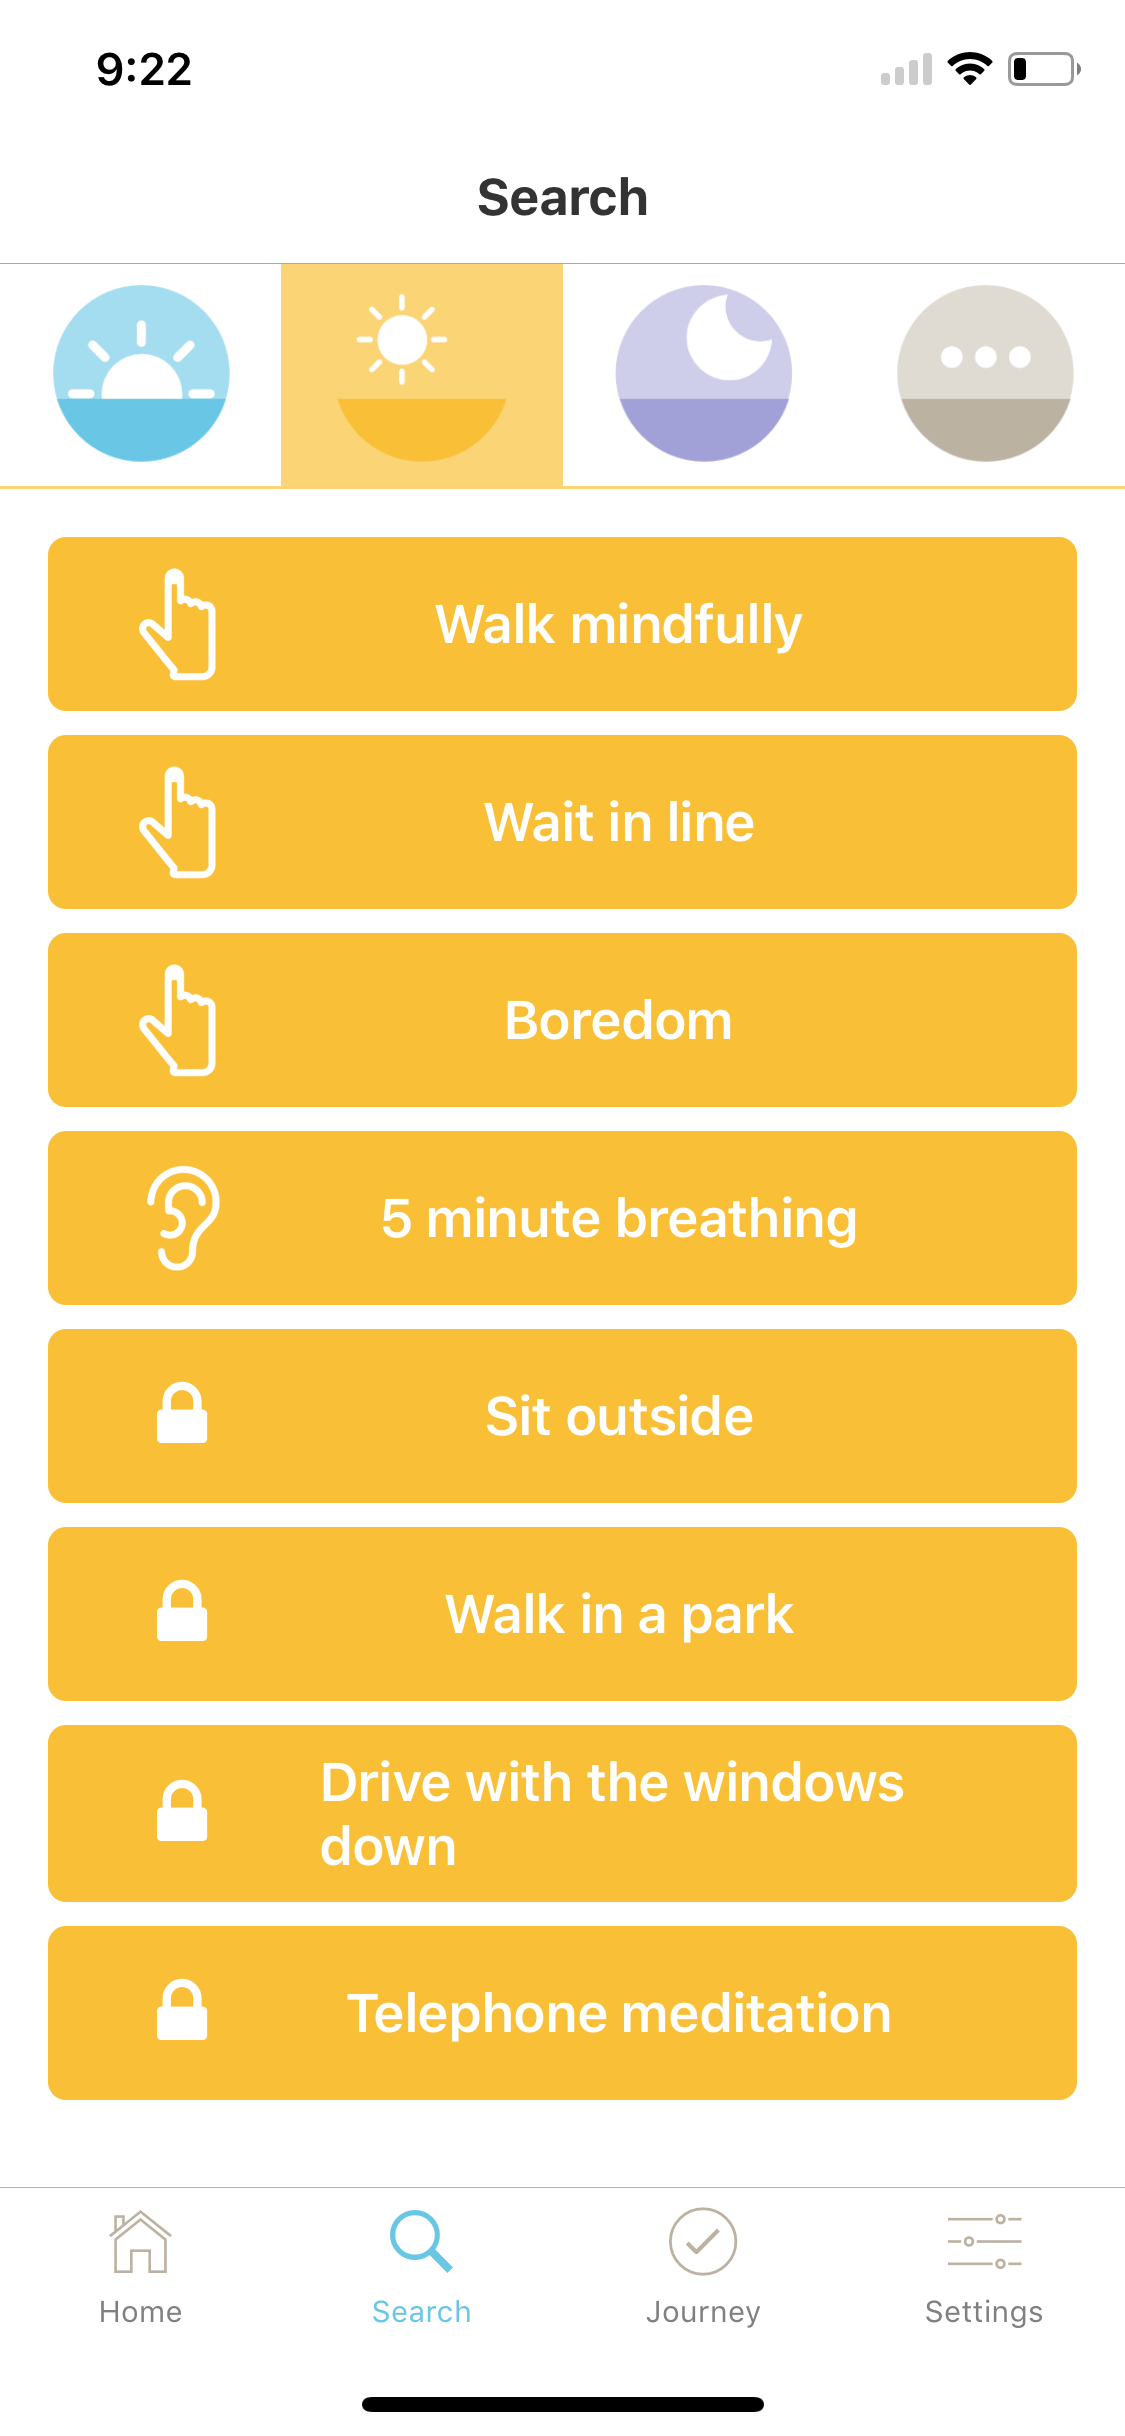 9:22
Search
Walk mindfully
Wait in line
Boredom
5 minute breathing
Sit outside
Walk in a park
Drive with the windows
down
Telephone meditation
Home
Search
Journey
Settings